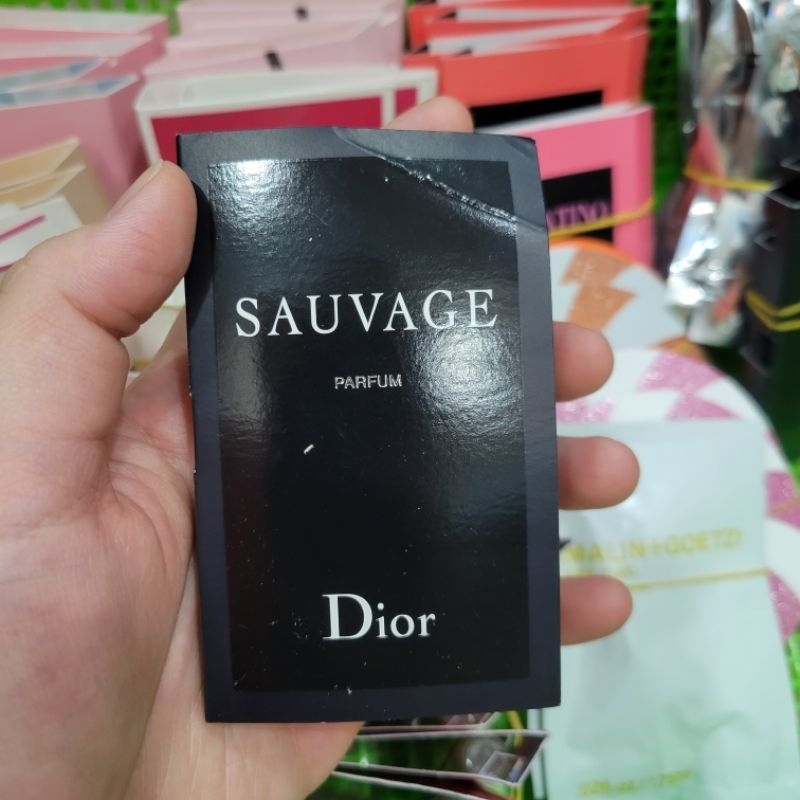 SAUVAGE
PARFUM
Dior
MALIN+GOETZ